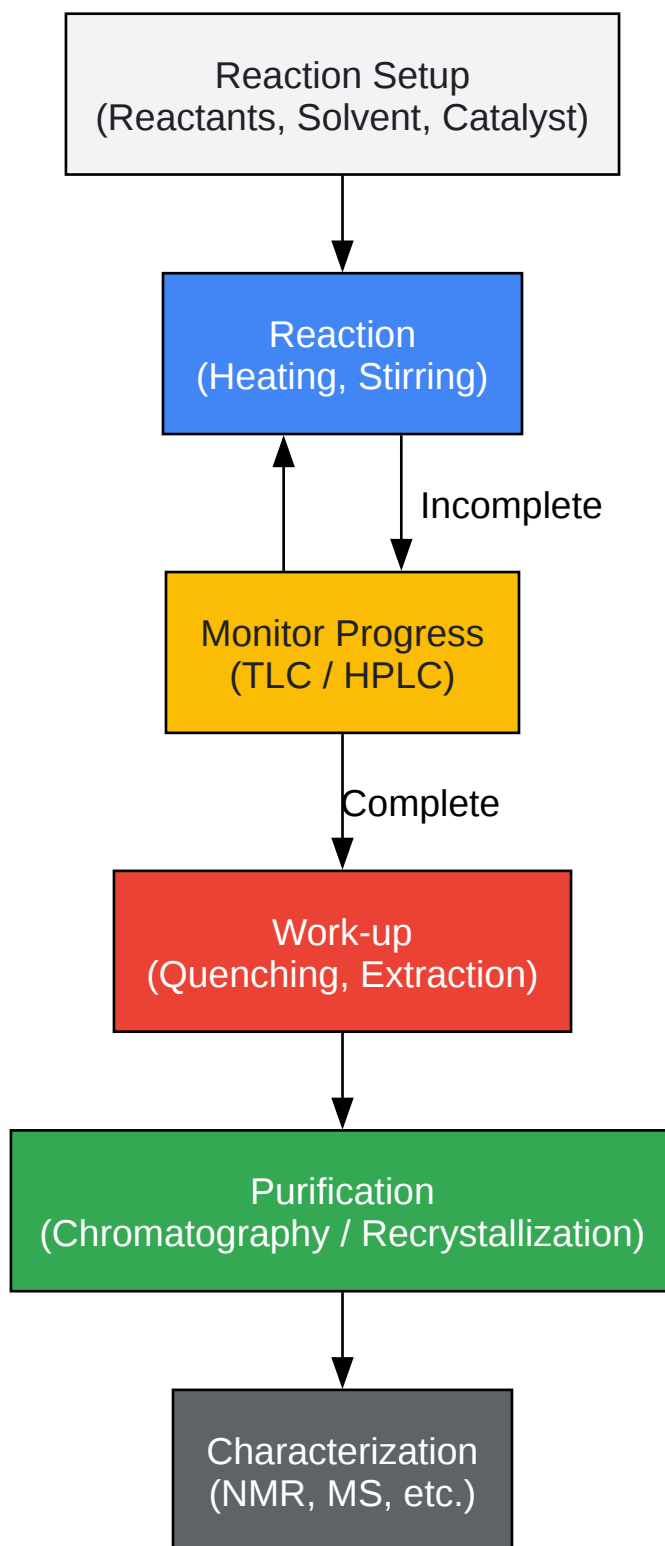 Reaction Setup
(Reactants, Solvent, Catalyst)
Reaction
(Heating, Stirring)
Incomplete
Monitor Progress
(TLC / HPLC)
Complete
Work-up
(Quenching, Extraction)
Purification
(Chromatography / Recrystallization)
Characterization
(NMR, MS, etc.)